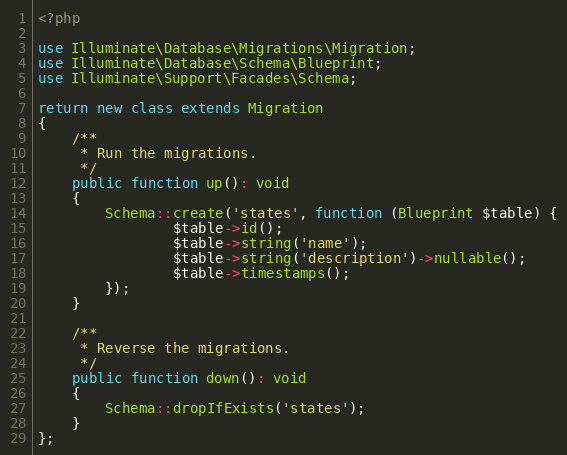 1 <?php
2
3 use Illuminate\Database\Migrations\Migration;
4 use Illuminate\Database\Schema\Blueprint;
5 use Illuminate\Support\Facades\Schema;
6
7 return new class extends Migration
8 {
9     /**
10      * Run the migrations.
11      */
12     public function up(): void
13     {
14         Schema::create('states', function (Blueprint $table) {
15                 $table->id();
16                 $table->string('name');
17                 $table->string('description')->nullable();
18                 $table->timestamps();
19         });
20     }
21
22     /**
23      * Reverse the migrations.
24      */
25     public function down(): void
26     {
27         Schema::dropIfExists('states');
28     }
29 };